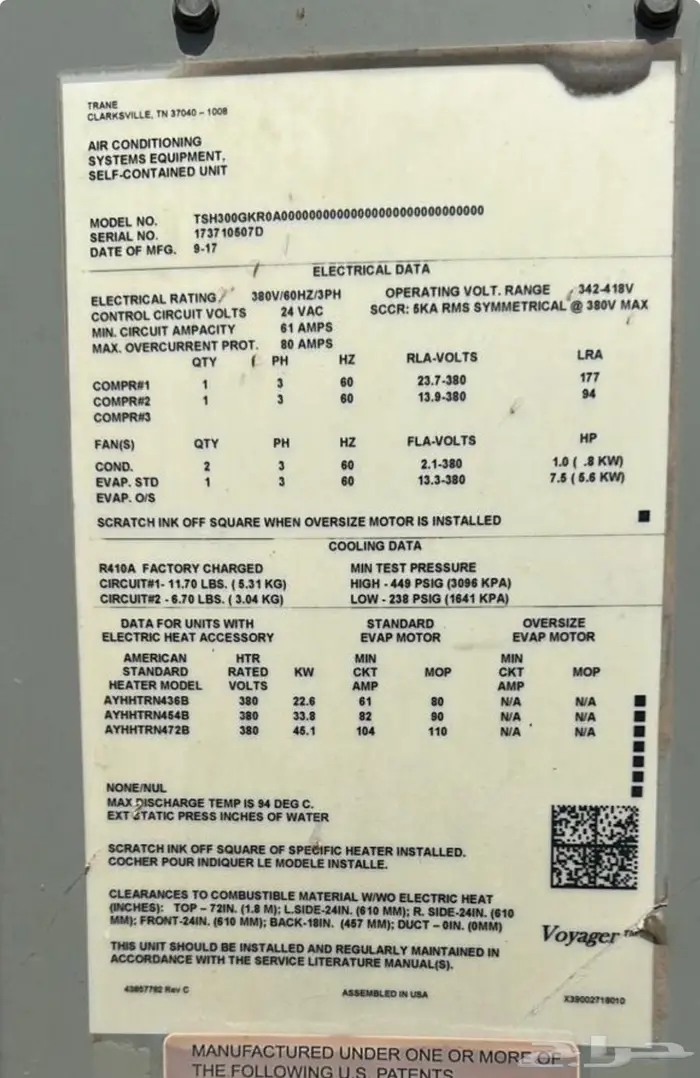 TRANE
CLARKSVILLE, TN 37040 – 1008
AIR CONDITIONING
SYSTEMS EQUIPMENT,
SELF-CONTAINED UNIT
MODEL NO. TSH300GKR0A00000000000000000000000000000
SERIAL NO. 173710507D
DATE OF MFG. 9-17
ELECTRICAL DATA
ELECTRICAL RATING 380V/60HZ/3PH OPERATING VOLT. RANGE 342-418V
CONTROL CIRCUIT VOLTS 24 VAC SCCR: 5KA RMS SYMMETRICAL @ 380V MAX
MIN. CIRCUIT AMPACITY 61 AMPS
MAX. OVERCURRENT PROT. 80 AMPS
QTY PH HZ RLA-VOLTS LRA
COMPR#1 1 3 60 23.7-380 177
COMPR#2 1 3 60 13.9-380 94
COMPR#3
FAN(S) QTY PH HZ FLA-VOLTS HP
COND. 2 3 60 2.1-380 1.0 ( .8 KW)
EVAP. STD 1 3 60 13.3-380 7.5 ( 5.6 KW)
EVAP. O/S
SCRATCH INK OFF SQUARE WHEN OVERSIZE MOTOR IS INSTALLED
COOLING DATA
R410A FACTORY CHARGED MIN TEST PRESSURE
CIRCUIT#1- 11.70 LBS. ( 5.31 KG) HIGH - 449 PSIG (3096 KPA)
CIRCUIT#2 - 6.70 LBS. ( 3.04 KG) LOW - 238 PSIG (1641 KPA)
DATA FOR UNITS WITH STANDARD OVERSIZE
ELECTRIC HEAT ACCESSORY EVAP MOTOR EVAP MOTOR
AMERICAN HTR MIN MIN
STANDARD RATED KW CKT MOP CKT MOP
HEATER MODEL VOLTS AMP AMP
AYHHTRN436B 380 22.6 61 80 N/A N/A
AYHHTRN454B 380 33.8 82 90 N/A N/A
AYHHTRN472B 380 45.1 104 110 N/A N/A
NONE/NUL
MAX DISCHARGE TEMP IS 94 DEG C.
EXT STATIC PRESS INCHES OF WATER
SCRATCH INK OFF SQUARE OF SPECIFIC HEATER INSTALLED.
COCHER POUR INDIQUER LE MODELE INSTALLE.
CLEARANCES TO COMBUSTIBLE MATERIAL W/WO ELECTRIC HEAT
(INCHES): TOP – 72IN. (1.8 M); L.SIDE-24IN. (610 MM); R. SIDE-24IN. (610
MM); FRONT-24IN. (610 MM); BACK-18IN. (457 MM); DUCT – 0IN. (0MM)
Voyager ™
THIS UNIT SHOULD BE INSTALLED AND REGULARLY MAINTAINED IN
ACCORDANCE WITH THE SERVICE LITERATURE MANUAL(S).
43857792 Rev C ASSEMBLED IN USA X39002718010
MANUFACTURED UNDER ONE OR MORE OF
THE FOLLOWING U.S. PATENTS
حراج